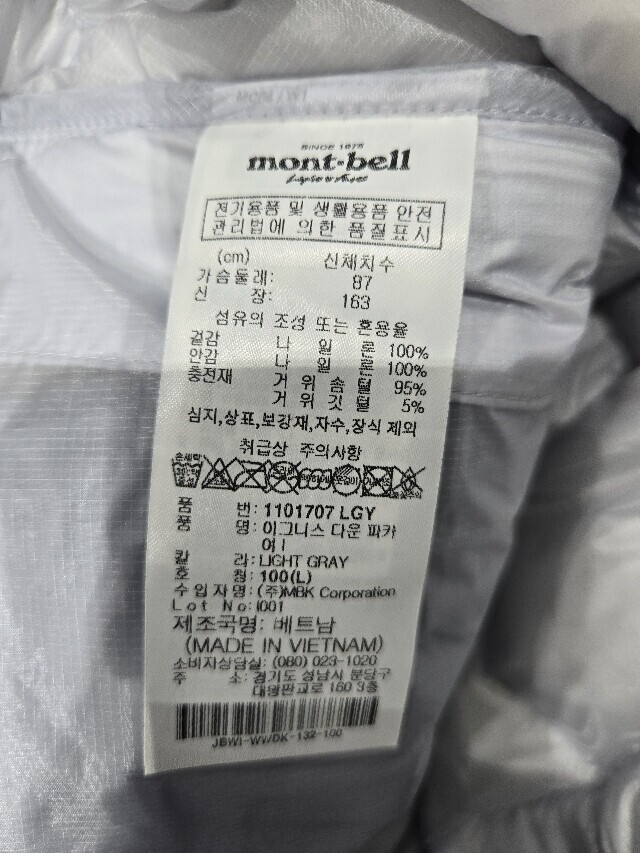 SINCE 1975
mont-bell
전기용품 및 생활용품 안전
관리법에 의한 품질표시
(cm) 신체치수
가슴둘레: 87
신 장: 163
섬유의 조성 또는 혼용율
겉감 나 일 론 100%
안감 나 일 론 100%
충전재 거 위 솜 털 95%
거 위 깃 털 5%
심지,상표,보강재,자수,장식 제외
취급상 주의사항
손세탁
품 번: 1101707 LGY
품 명: 이그니스 다운 파카
칼 라: LIGHT GRAY
호 칭: 100(L)
수 입 자 명: (주)MBK Corporation
Lot No: I001
제조국명: 베트남
(MADE IN VIETNAM)
소비자상담실: (080) 023-1020
주 소: 경기도 성남시 분당구
대왕판교로 160 3층
JBW1-WVDK-132-100